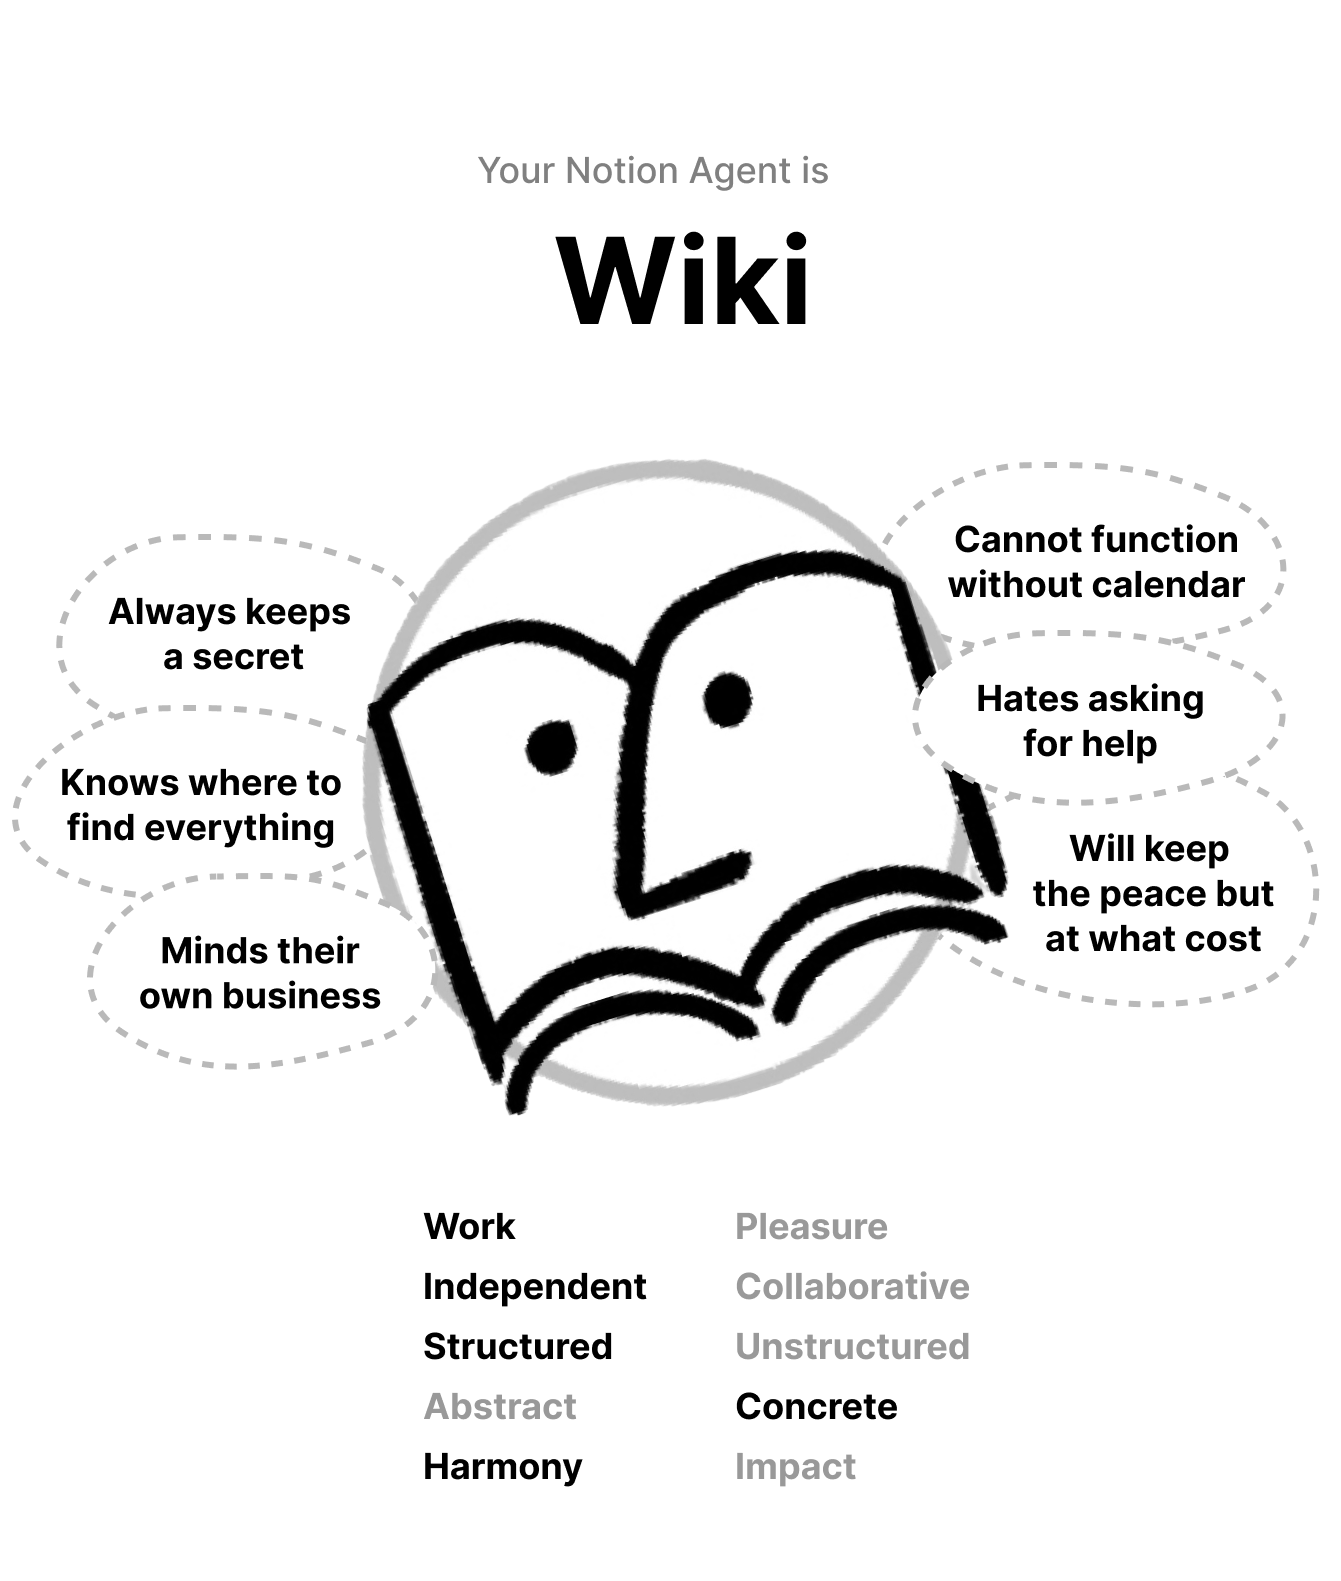 Your Notion Agent is
Wiki
Always keeps
a secret
Knows where to
find everything
Minds their
own business
Cannot function
without calendar
Hates asking
for help
Will keep
the peace but
at what cost
Work Pleasure
Independent Collaborative
Structured Unstructured
Abstract Concrete
Harmony Impact